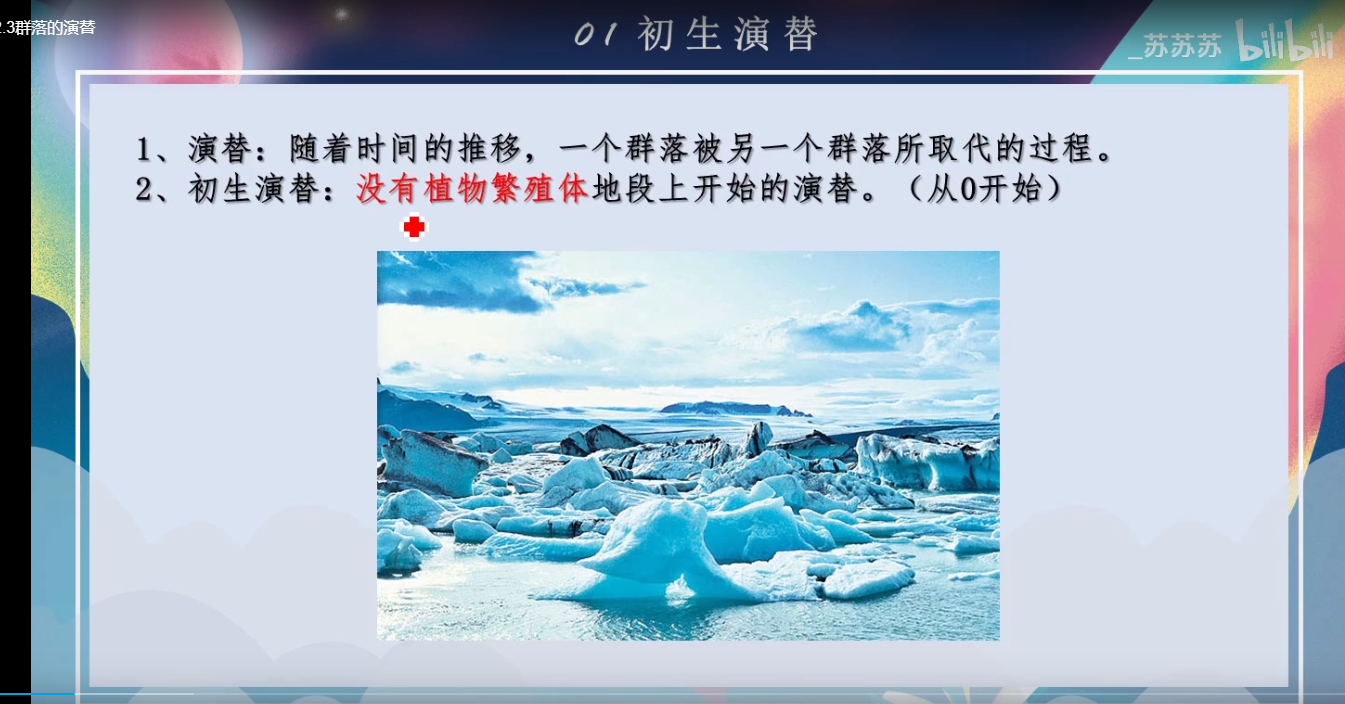 2.3群落的演替
01 初生演替
_苏苏苏 bilibili
1、演替：随着时间的推移，一个群落被另一个群落所取代的过程。
2、初生演替：没有植物繁殖体地段上开始的演替。（从0开始）